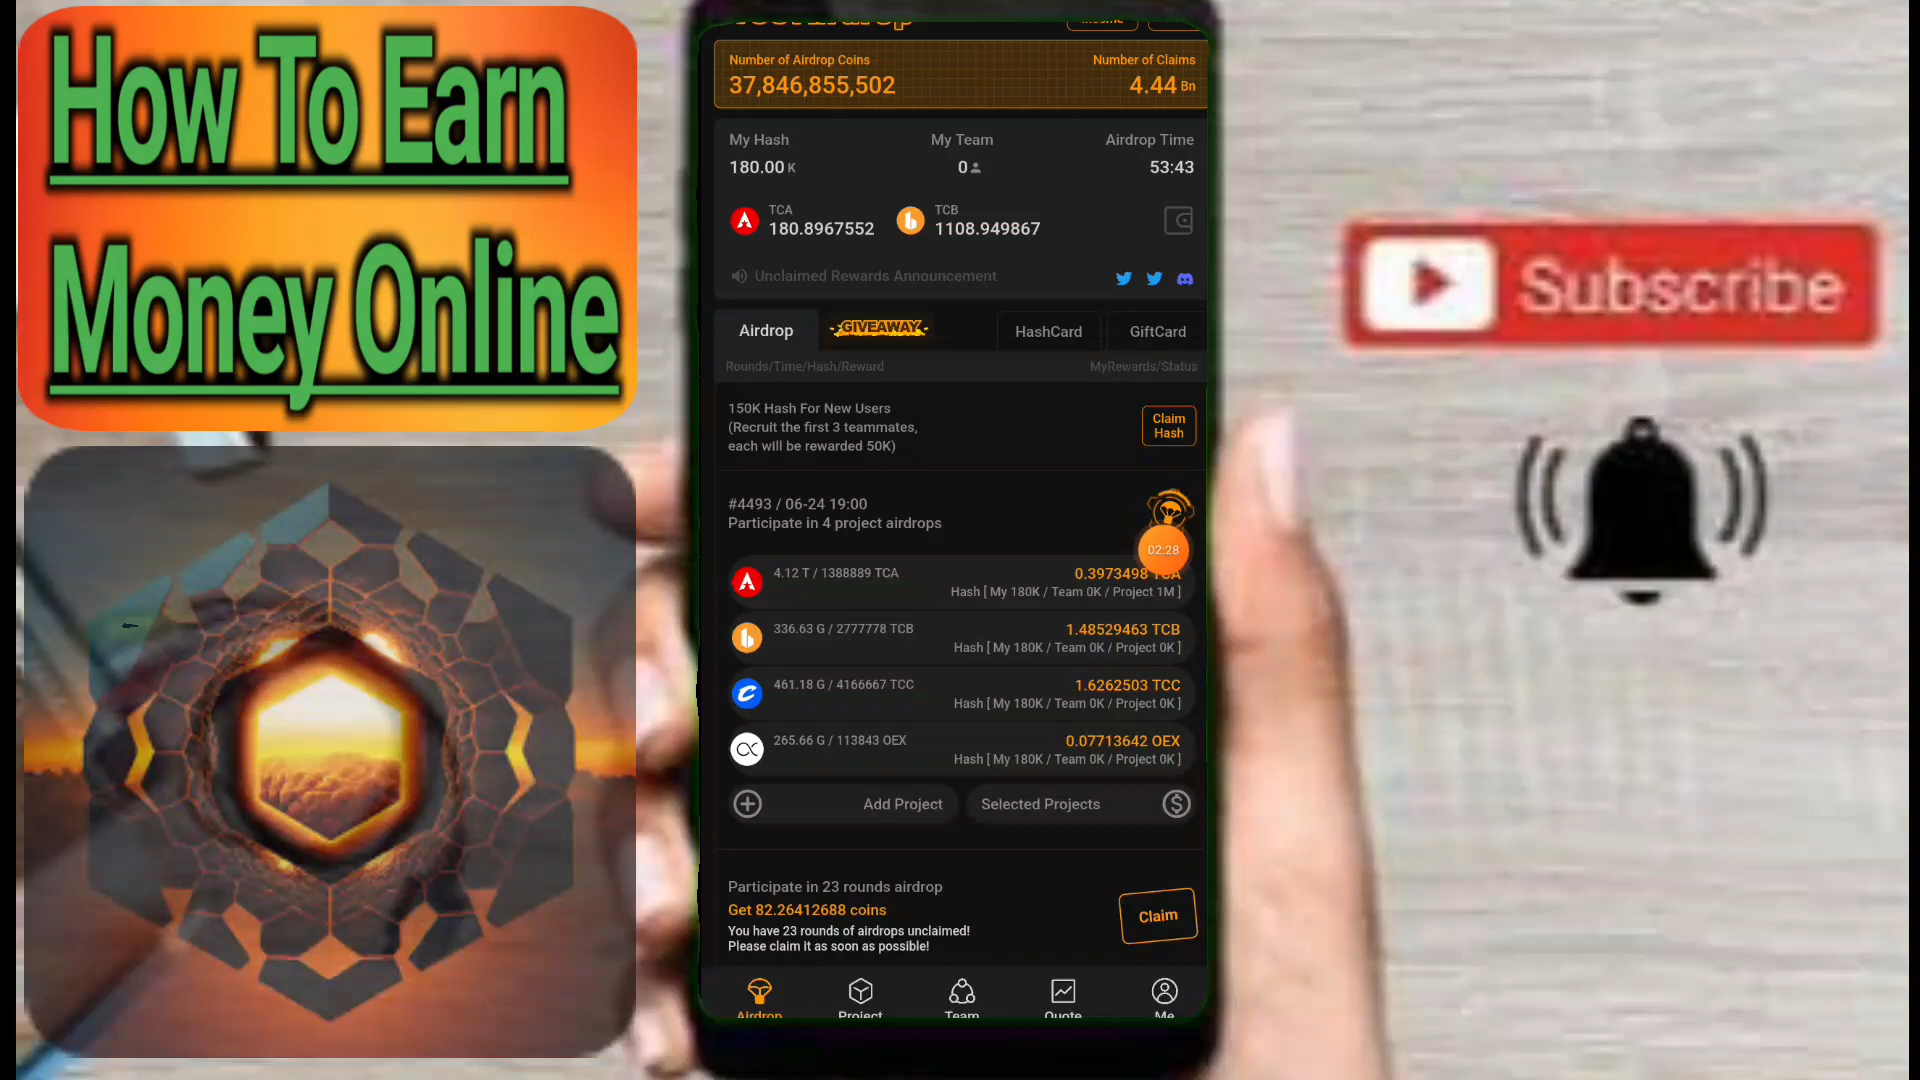 How To Earn
Money Online
Number of Airdrop Coins
Number of Claims
37,846,855,502
4.44 Bn
My Hash
My Team
Airdrop Time
180.00 K
0
53:43
TCA
180.8967552
TCB
1108.949867
Unclaimed Rewards Announcement
Airdrop
GIVEAWAY
HashCard
GiftCard
Rounds/Time/Hash/Reward
MyRewards/Status
150K Hash For New Users
(Recruit the first 3 teammates,
each will be rewarded 50K)
Claim
Hash
#4493 / 06-24 19:00
Participate in 4 project airdrops
02:28
4.12 T / 1388889 TCA
0.3973498 TCA
Hash [ My 180K / Team 0K / Project 1M ]
336.63 G / 2777778 TCB
1.48529463 TCB
Hash [ My 180K / Team 0K / Project 0K ]
461.18 G / 4166667 TCC
1.6262503 TCC
Hash [ My 180K / Team 0K / Project 0K ]
265.66 G / 113843 OEX
0.07713642 OEX
Hash [ My 180K / Team 0K / Project 0K ]
Add Project
Selected Projects
Participate in 23 rounds airdrop
Get 82.26412688 coins
You have 23 rounds of airdrops unclaimed!
Please claim it as soon as possible!
Claim
Airdrop
Project
Team
Quote
Me
Subscribe